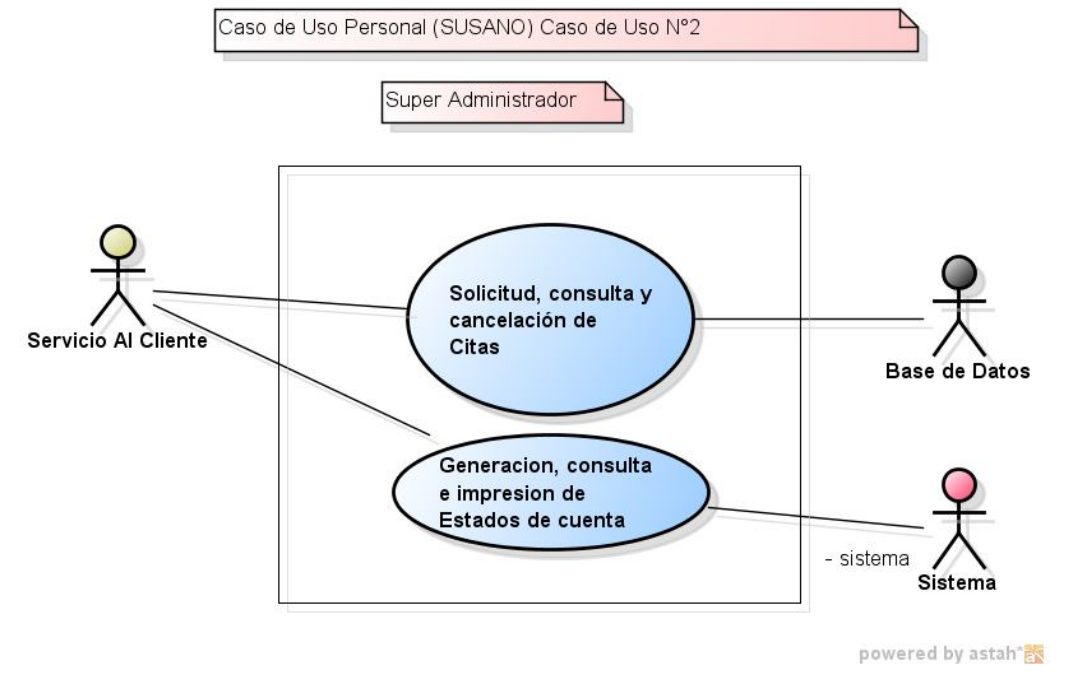 Caso de Uso Personal (SUSANO) Caso de Uso N°2
Super Administrador
Servicio Al Cliente
Solicitud, consulta y
cancelación de
Citas
Base de Datos
Generacion, consulta
e impresion de
Estados de cuenta
- sistema
Sistema
powered by astah*